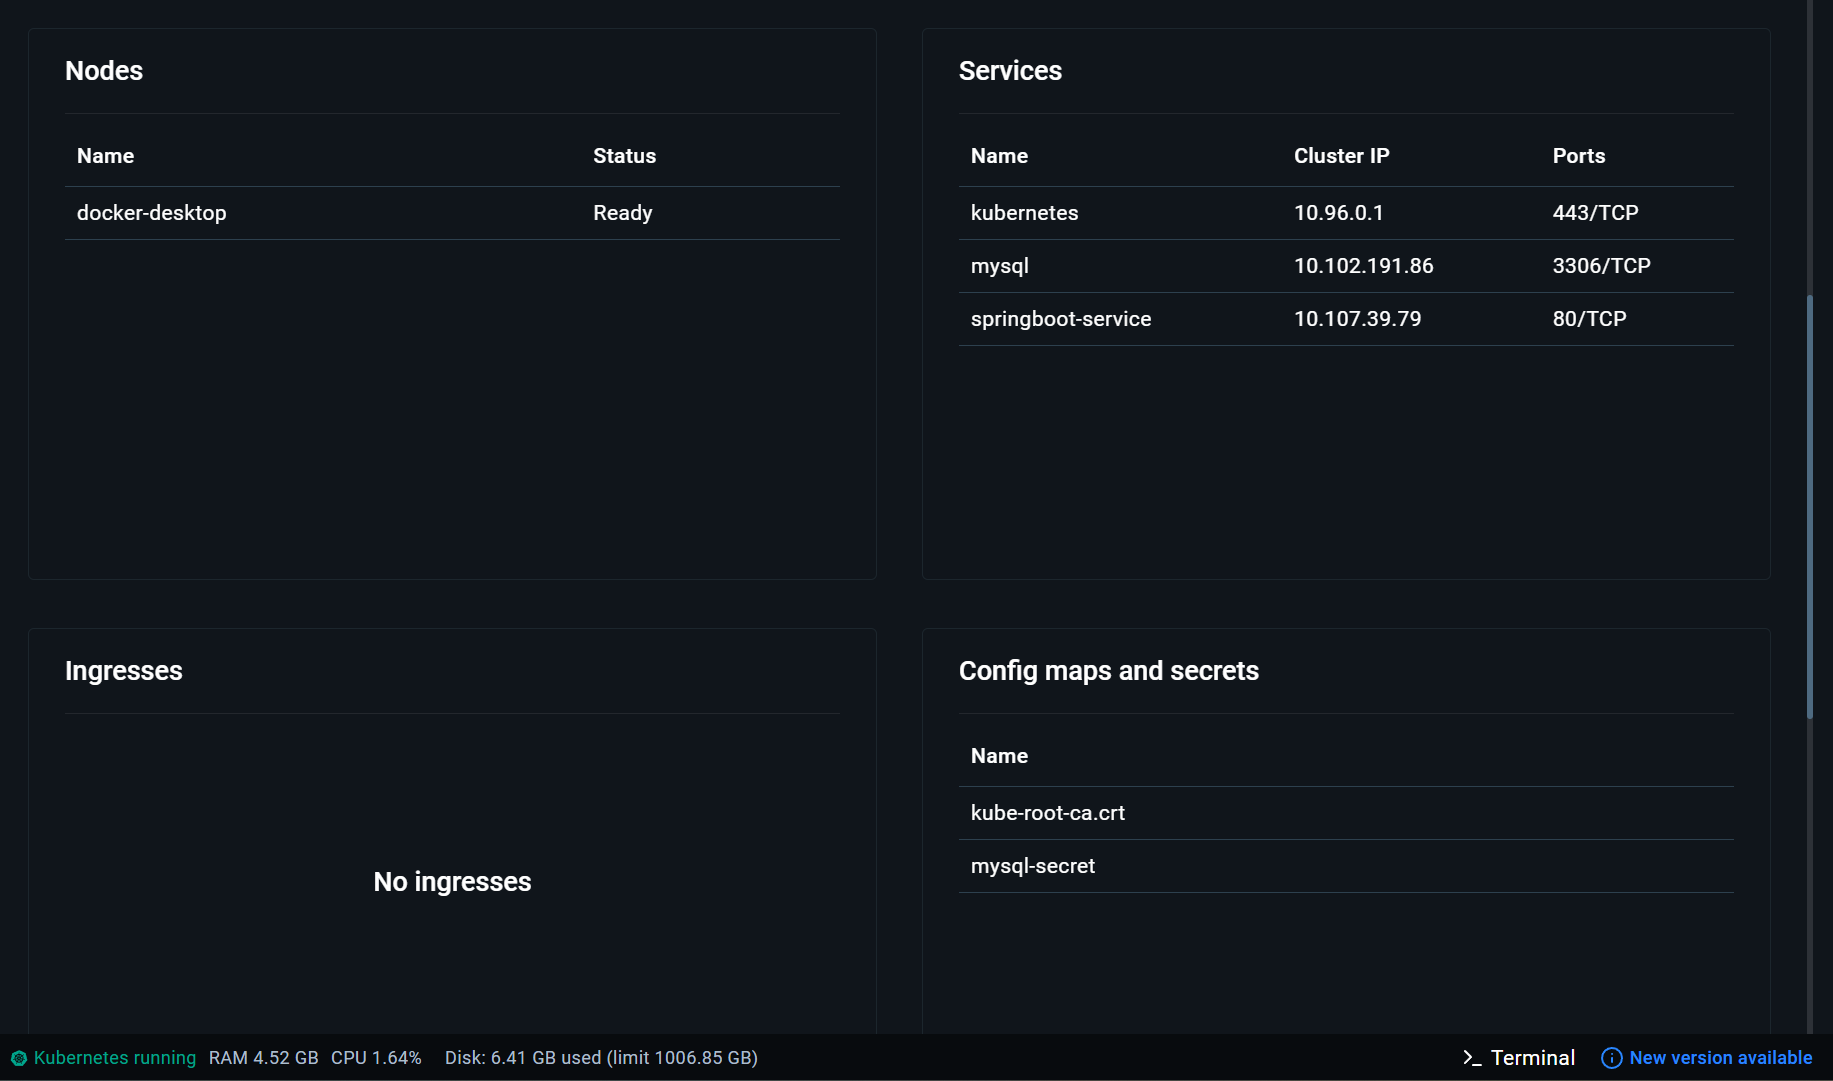 Nodes
Name Status
docker-desktop Ready
Services
Name Cluster IP Ports
kubernetes 10.96.0.1 443/TCP
mysql 10.102.191.86 3306/TCP
springboot-service 10.107.39.79 80/TCP
Ingresses
No ingresses
Config maps and secrets
Name
kube-root-ca.crt
mysql-secret
Kubernetes running RAM 4.52 GB CPU 1.64% Disk: 6.41 GB used (limit 1006.85 GB) >_ Terminal New version available